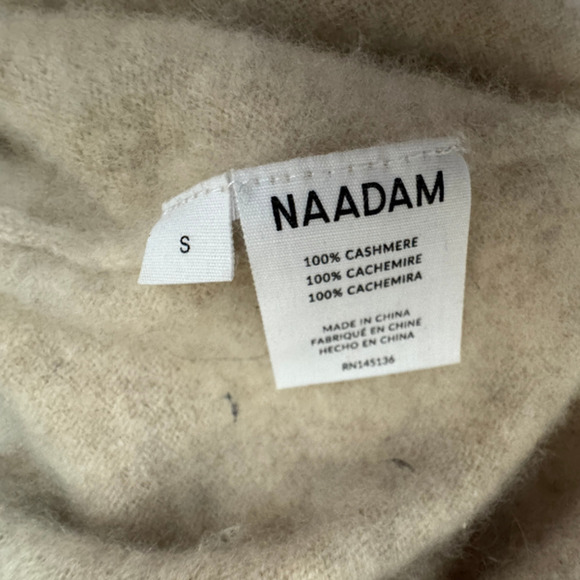 S
NAADAM
100% CASHMERE
100% CACHEMIRE
100% CACHEMIRA
MADE IN CHINA
FABRIQUÉ EN CHINE
HECHO EN CHINA
RN145136